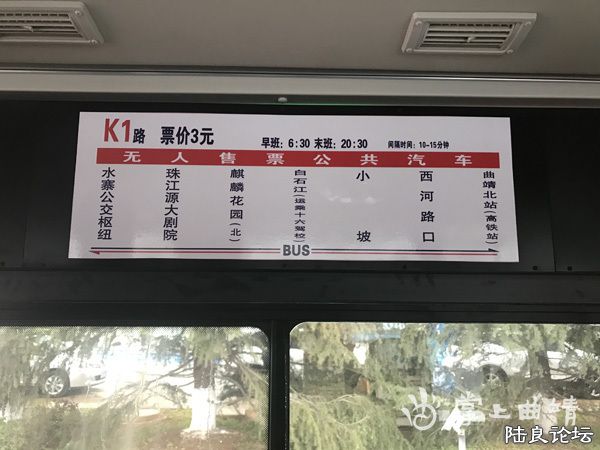 K1路 票价3元 早班：6:30 末班：20:30 间隔时间：10-15分钟
无人售票公共汽车
水寨公交枢纽
珠江源大剧院
麒麟花园(北)
白石江(运乘十六驾校)
小坡
西河路口
曲靖北站(高铁站)
BUS
掌上曲靖
陆良论坛